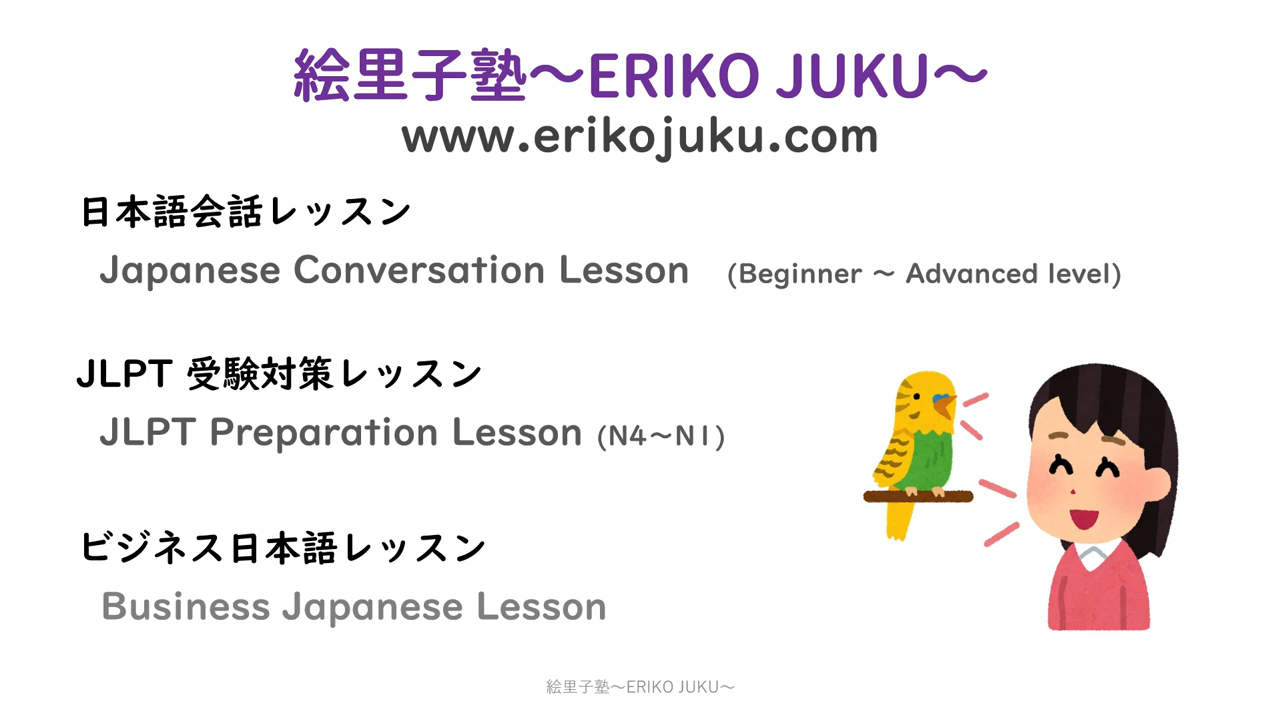 絵里子塾～ERIKO JUKU～
www.erikojuku.com
日本語会話レッスン
Japanese Conversation Lesson (Beginner ～ Advanced level)
JLPT 受験対策レッスン
JLPT Preparation Lesson (N4～N1)
ビジネス日本語レッスン
Business Japanese Lesson
絵里子塾～ERIKO JUKU～